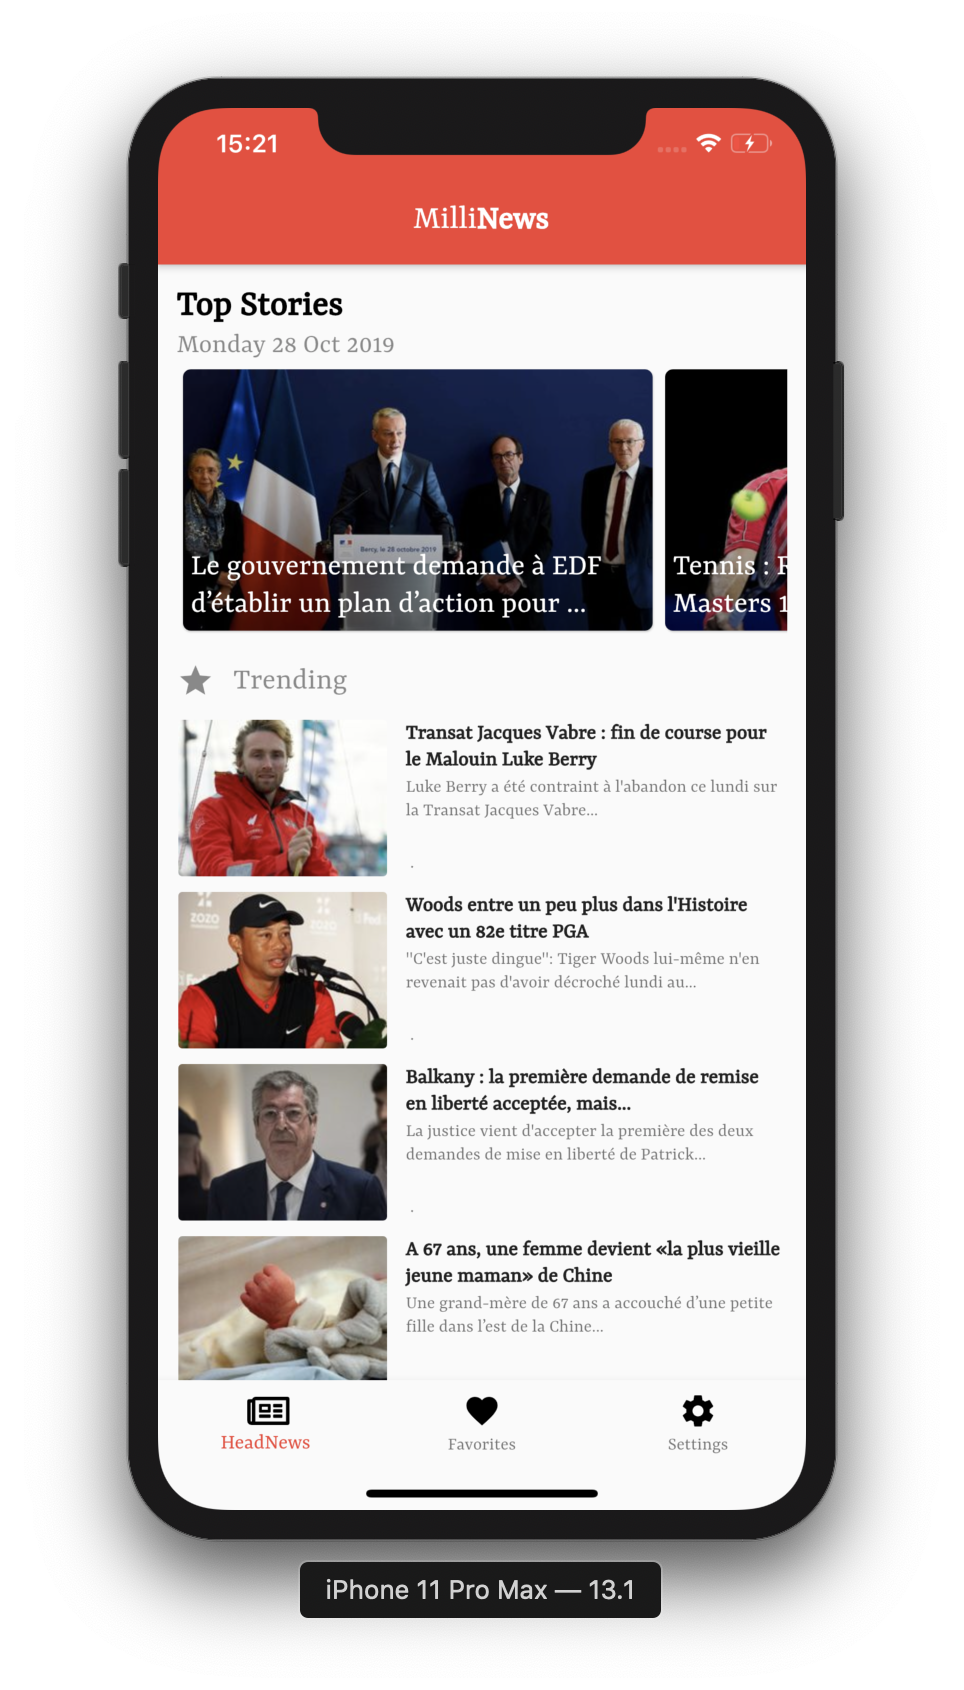 15:21
MilliNews
Top Stories
Monday 28 Oct 2019
Bercy, le 28 octobre 2019
Le gouvernement demande à EDF
d’établir un plan d’action pour ...
Tennis :
Masters 1
Trending
Transat Jacques Vabre : fin de course pour
le Malouin Luke Berry
Luke Berry a été contraint à l'abandon ce lundi sur
la Transat Jacques Vabre...
.
ZOZO
Woods entre un peu plus dans l'Histoire
avec un 82e titre PGA
"C'est juste dingue": Tiger Woods lui-même n'en
revenait pas d'avoir décroché lundi au...
.
Balkany : la première demande de remise
en liberté acceptée, mais...
La justice vient d'accepter la première des deux
demandes de mise en liberté de Patrick...
.
A 67 ans, une femme devient «la plus vieille
jeune maman» de Chine
Une grand-mère de 67 ans a accouché d’une petite
fille dans l’est de la Chine...
HeadNews
Favorites
Settings
iPhone 11 Pro Max — 13.1